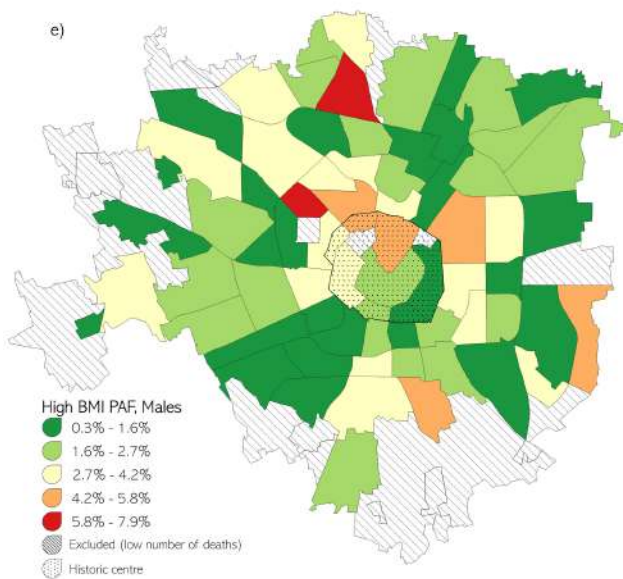 e)
High BMI PAF, Males
0.3% - 1.6%
1.6% - 2.7%
2.7% - 4.2%
4.2% - 5.8%
5.8% - 7.9%
Excluded (low number of deaths)
Historic centre